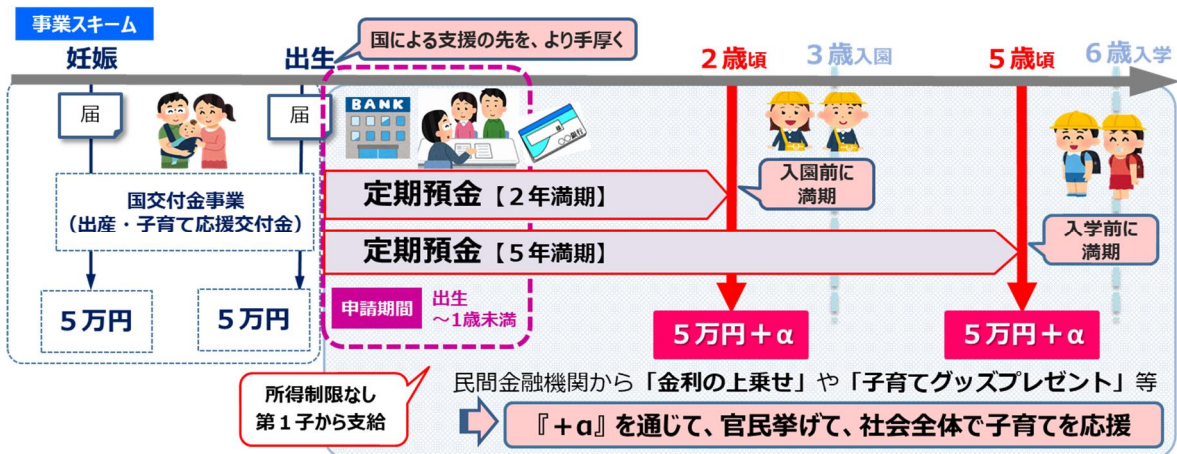 事業スキーム
国による支援の先を、より手厚く
妊娠
出生
2歳頃
3歳入園
5歳頃
6歳入学
届
届
BANK
○○銀行
入園前に
満期
定期預金【2年満期】
国交付金事業
(出産・子育て応援交付金)
定期預金【5年満期】
入学前に
満期
申請期間
出生
~1歳未満
5万円
5万円
5万円+α
5万円+α
所得制限なし
第1子から支給
民間金融機関から「金利の上乗せ」や「子育てグッズプレゼント」等
『+α』を通じて、官民挙げて、社会全体で子育てを応援